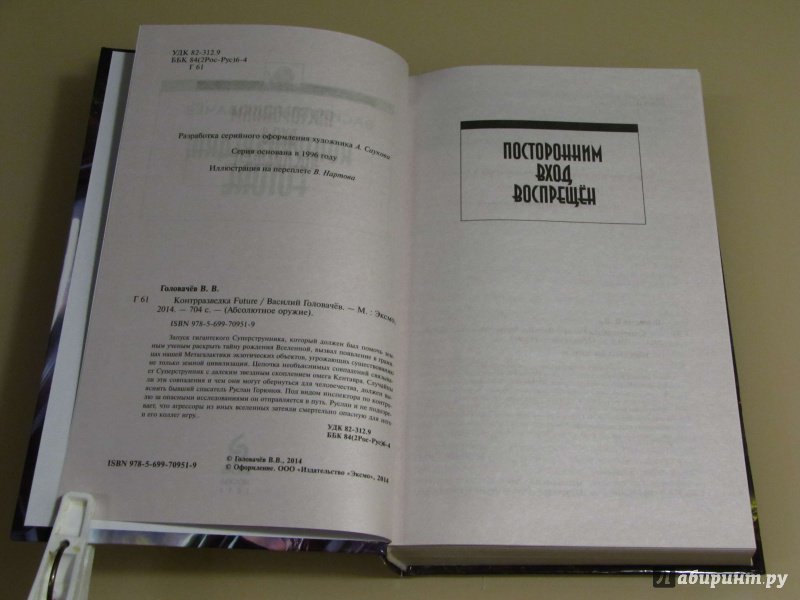 УДК 82-312.9
ББК 84(2Рос-Рус)6-4
Г 61
Разработка серийного оформления художника А. Саукова
Серия основана в 1996 году
Иллюстрация на переплете В. Нартова
Головачёв В. В.
Г 61 Контрразведка Future / Василий Головачёв. — М. : Эксмо,
2014. — 704 с. — (Абсолютное оружие).
ISBN 978-5-699-70951-9
Запуск гигантского Суперструнника, который должен был помочь зем-
ным ученым раскрыть тайну рождения Вселенной, вызвал появление в грани-
цах нашей Метагалактики экзотических объектов, угрожающих существованию
не только земной цивилизации. Цепочка необъяснимых совпадений связыва-
ет Суперструнник с далеким звездным скоплением омега Кентавра. Случайны
ли эти совпадения и чем они могут обернуться для человечества, должен вы-
яснить бывший спасатель Руслан Горюнов. Под видом инспектора по контро-
лю за опасными исследованиями он отправляется в путь. Руслан и не подозре-
вает, что агрессоры из иных вселенных затеяли смертельно опасную для него
и его коллег игру...
УДК 82-312.9
ББК 84(2Рос-Рус)6-4
© Головачёв В.В., 2014
ISBN 978-5-699-70951-9 © Оформление. ООО «Издательство «Эксмо», 2014
ПОСТОРОННИМ
ВХОД
ВОСПРЕЩЁН
Лабиринт.ру